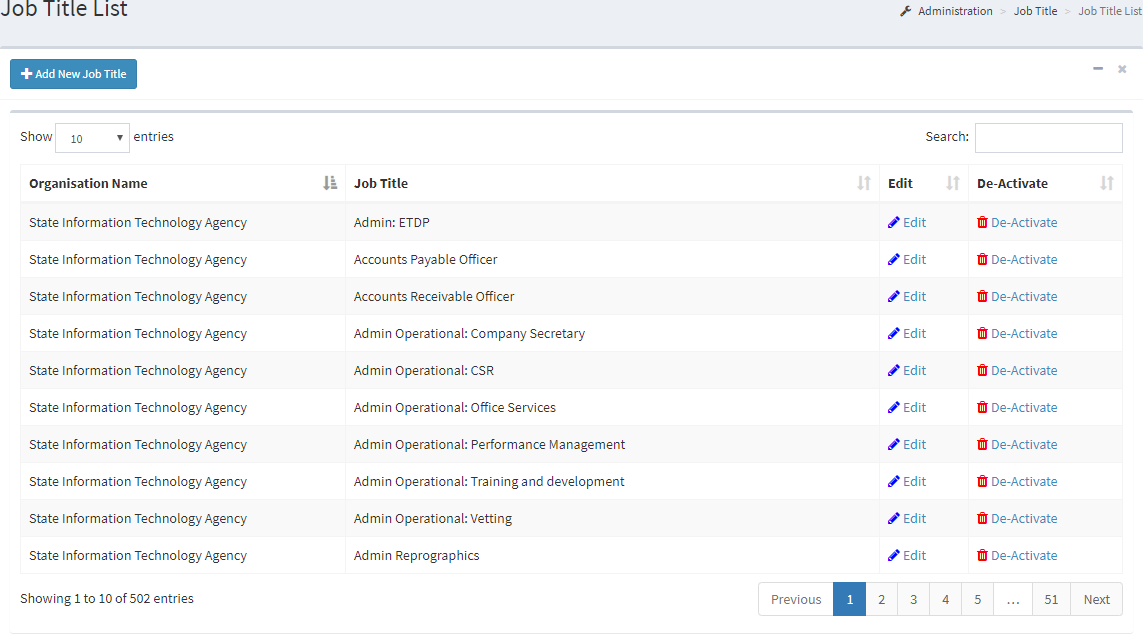 Job Title List
Administration > Job Title > Job Title List
Add New Job Title
Show 10 entries Search:
Organisation Name Job Title Edit De-Activate
State Information Technology Agency Admin: ETDP Edit De-Activate
State Information Technology Agency Accounts Payable Officer Edit De-Activate
State Information Technology Agency Accounts Receivable Officer Edit De-Activate
State Information Technology Agency Admin Operational: Company Secretary Edit De-Activate
State Information Technology Agency Admin Operational: CSR Edit De-Activate
State Information Technology Agency Admin Operational: Office Services Edit De-Activate
State Information Technology Agency Admin Operational: Performance Management Edit De-Activate
State Information Technology Agency Admin Operational: Training and development Edit De-Activate
State Information Technology Agency Admin Operational: Vetting Edit De-Activate
State Information Technology Agency Admin Reprographics Edit De-Activate
Showing 1 to 10 of 502 entries Previous 1 2 3 4 5 ... 51 Next